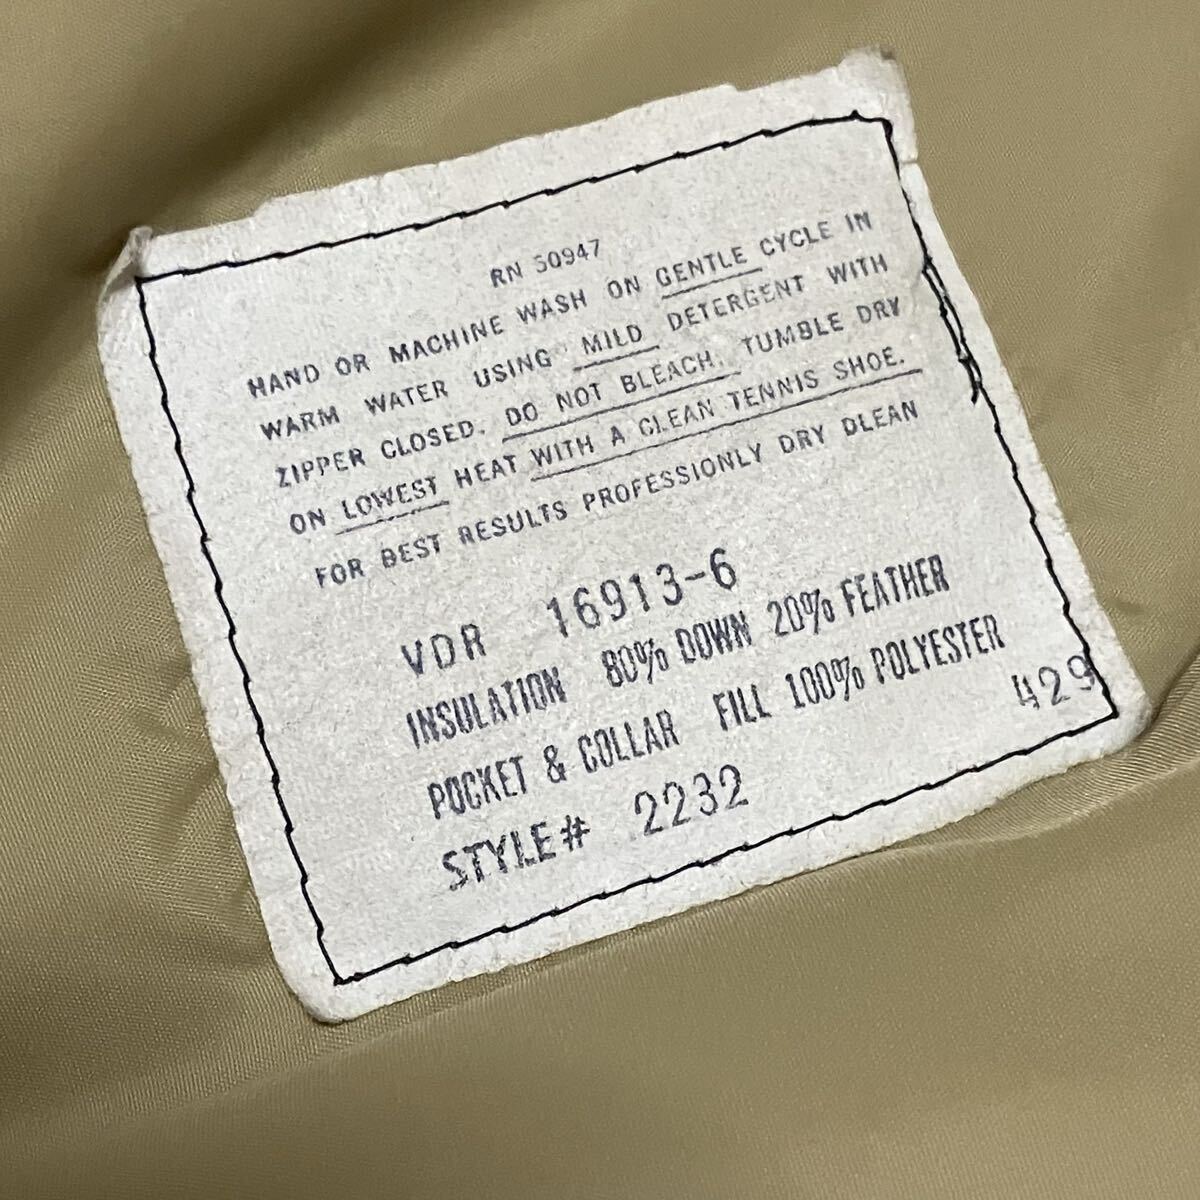 RN 50947
HAND OR MACHINE WASH ON GENTLE CYCLE IN
WARM WATER USING MILD DETERGENT WITH
ZIPPER CLOSED. DO NOT BLEACH. TUMBLE DRY
ON LOWEST HEAT WITH A CLEAN TENNIS SHOE.
FOR BEST RESULTS PROFESSIONLY DRY DLEAN
VDR 16913-6
INSULATION 80% DOWN 20% FEATHER
POCKET & COLLAR FILL 100% POLYESTER
STYLE# 2232
429